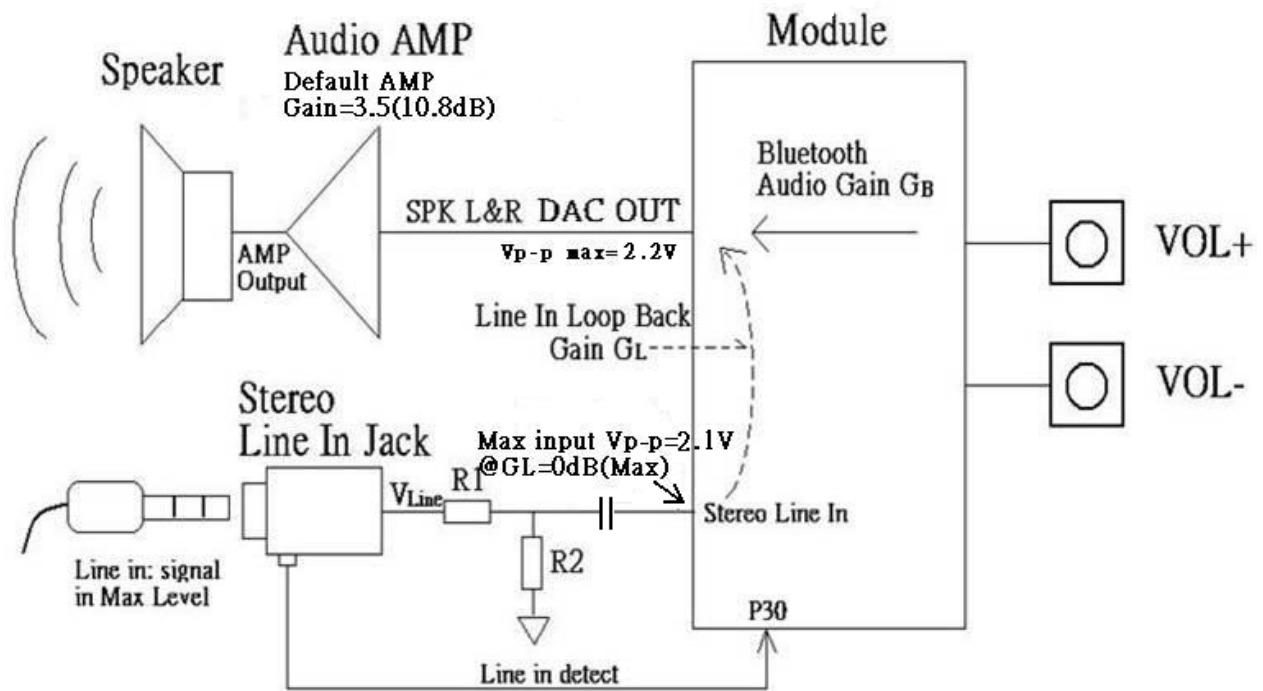 Module
Audio AMP
Speaker
Default AMP
Gain=3.5(10.8dB)
Bluetooth
Audio Gain GB
SPK L&R DAC OUT
Vp-p max=2.2V
AMP
Output
VOL+
Line In Loop Back
Gain GL
VOL-
Stereo
Line In Jack
Max input Vp-p=2.1V
@GL=0dB(Max)
VLine
R1
Stereo Line In
R2
Line in: signal
in Max Level
P30
Line in detect